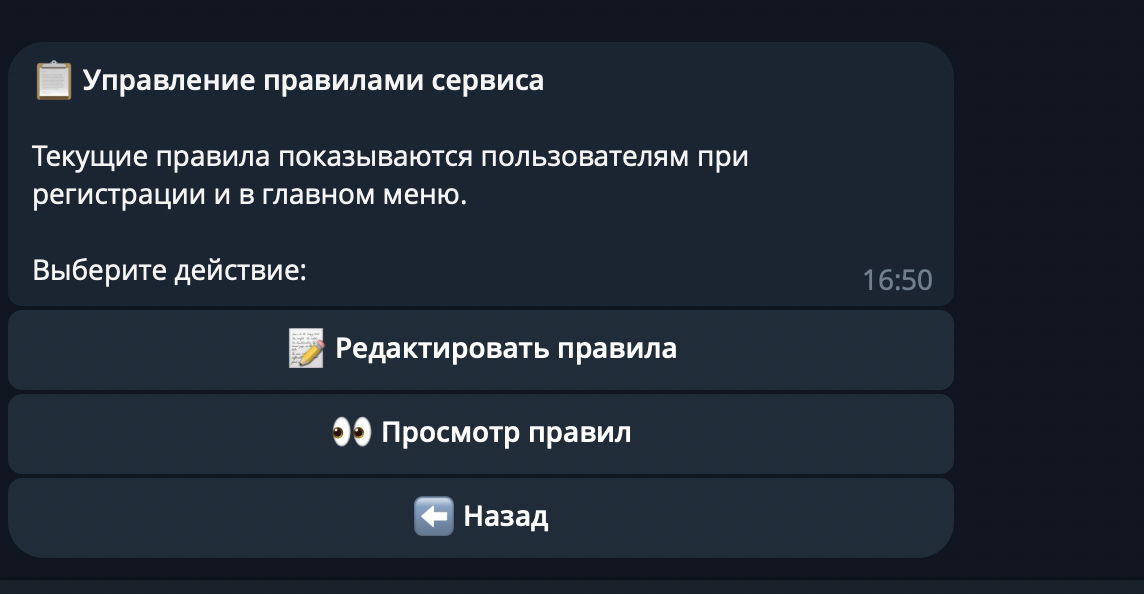 📋 Управление правилами сервиса
Текущие правила показываются пользователям при
регистрации и в главном меню.
Выберите действие:
16:50
📝 Редактировать правила
👀 Просмотр правил
⬅️ Назад